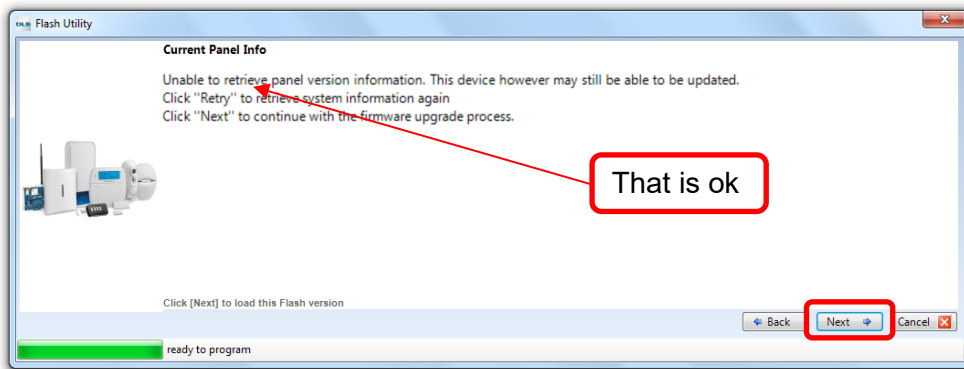 DLS Flash Utility
Current Panel Info
Unable to retrieve panel version information. This device however may still be able to be updated.
Click "Retry" to retrieve system information again
Click "Next" to continue with the firmware upgrade process.
That is ok
Click [Next] to load this Flash version
Back Next Cancel
ready to program